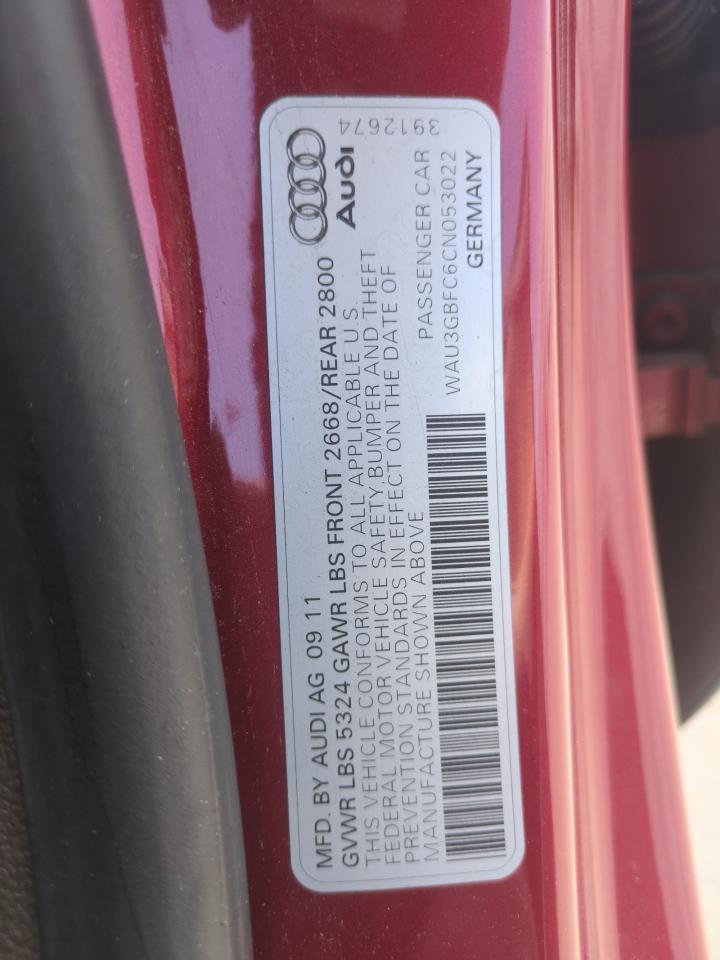 MFD. BY AUDI AG 09 11
GVWR LBS 5324 GAWR LBS FRONT 2668/REAR 2800
THIS VEHICLE CONFORMS TO ALL APPLICABLE U.S.
FEDERAL MOTOR VEHICLE SAFETY, BUMPER AND THEFT
PREVENTION STANDARDS IN EFFECT ON THE DATE OF
MANUFACTURE SHOWN ABOVE
PASSENGER CAR
WAU3GBFC6CN053022
GERMANY
Audi
3912674